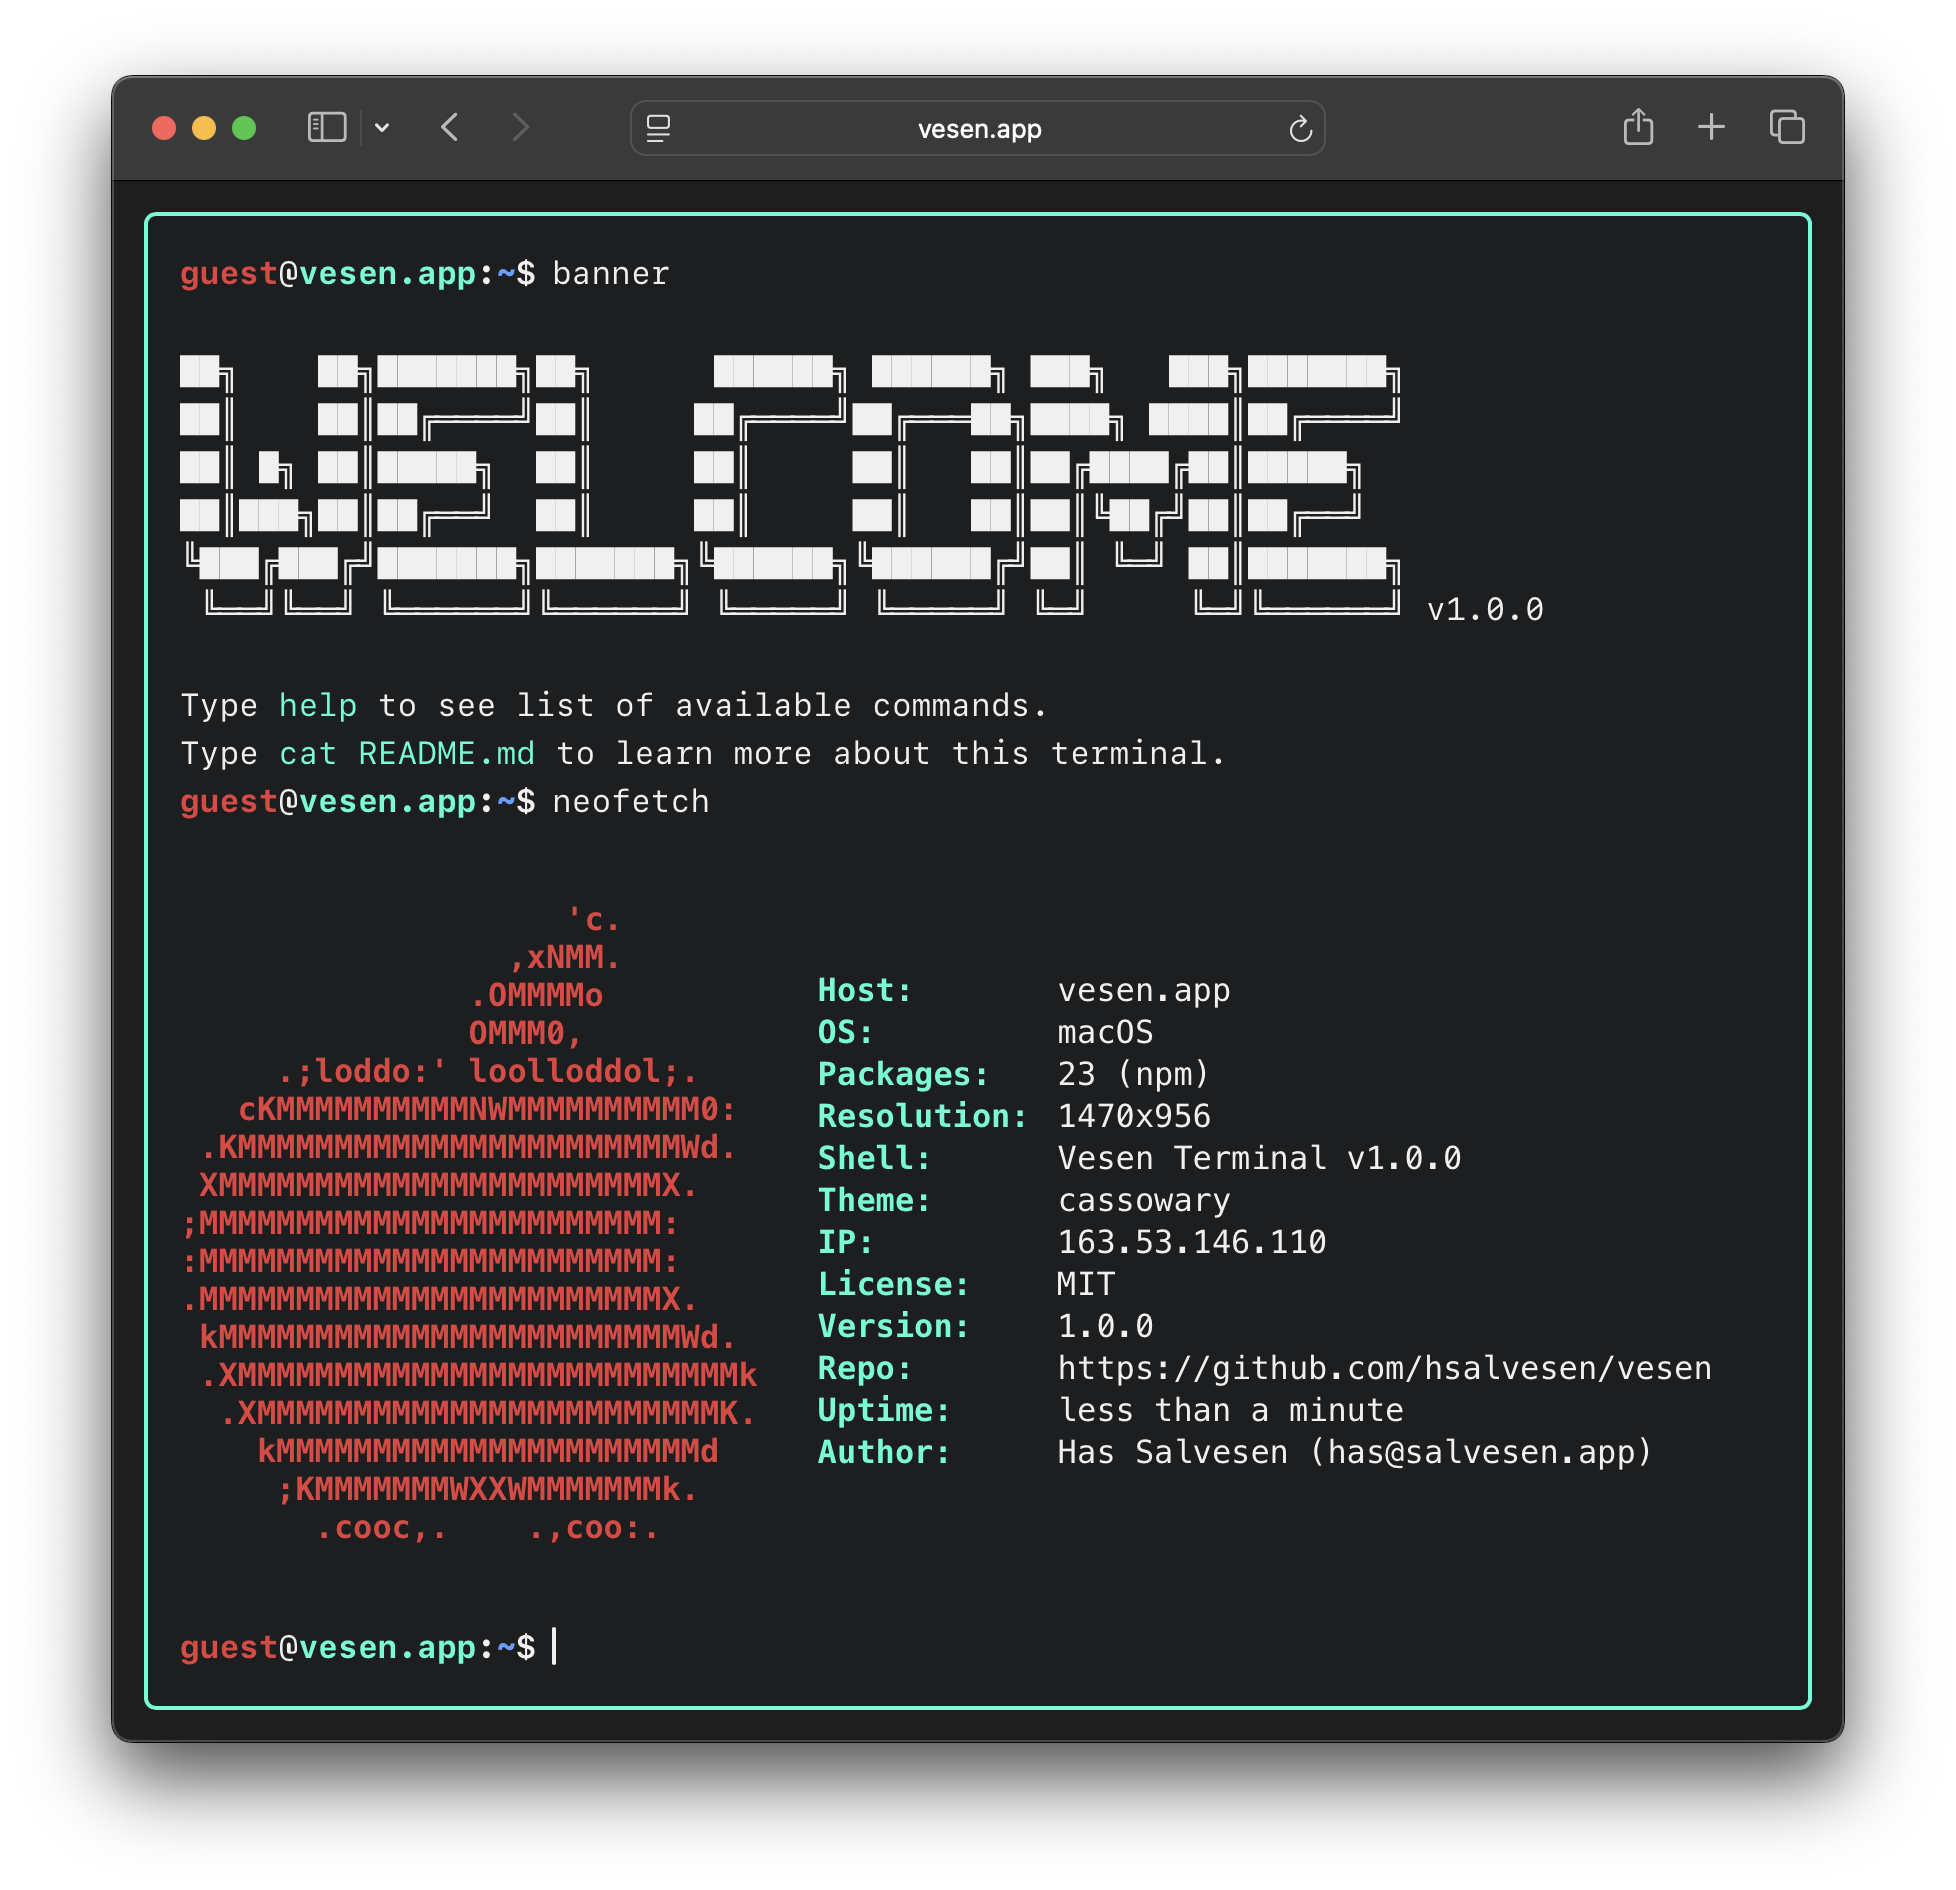 vesen.app
guest@vesen.app:~$ banner
WELCOME
v1.0.0
Type help to see list of available commands.
Type cat README.md to learn more about this terminal.
guest@vesen.app:~$ neofetch
'c.
,xNMM.
.OMMMMo
OMMM0,
.;loddo:' loolloddol;.
cKMMMMMMMMMMNWMMMMMMMMMM0:
.KMMMMMMMMMMMMMMMMMMMMMMMWd.
XMMMMMMMMMMMMMMMMMMMMMMMX.
;MMMMMMMMMMMMMMMMMMMMMMMM:
:MMMMMMMMMMMMMMMMMMMMMMMM:
.MMMMMMMMMMMMMMMMMMMMMMMMX.
kMMMMMMMMMMMMMMMMMMMMMMMMWd.
.XMMMMMMMMMMMMMMMMMMMMMMMMMMk
.XMMMMMMMMMMMMMMMMMMMMMMMMK.
kMMMMMMMMMMMMMMMMMMMMMMd
;KMMMMMMMWXXWMMMMMMMk.
.cooc,.    .,coo:.
Host: vesen.app
OS: macOS
Packages: 23 (npm)
Resolution: 1470x956
Shell: Vesen Terminal v1.0.0
Theme: cassowary
IP: 163.53.146.110
License: MIT
Version: 1.0.0
Repo: https://github.com/hsalvesen/vesen
Uptime: less than a minute
Author: Has Salvesen (has@salvesen.app)
guest@vesen.app:~$